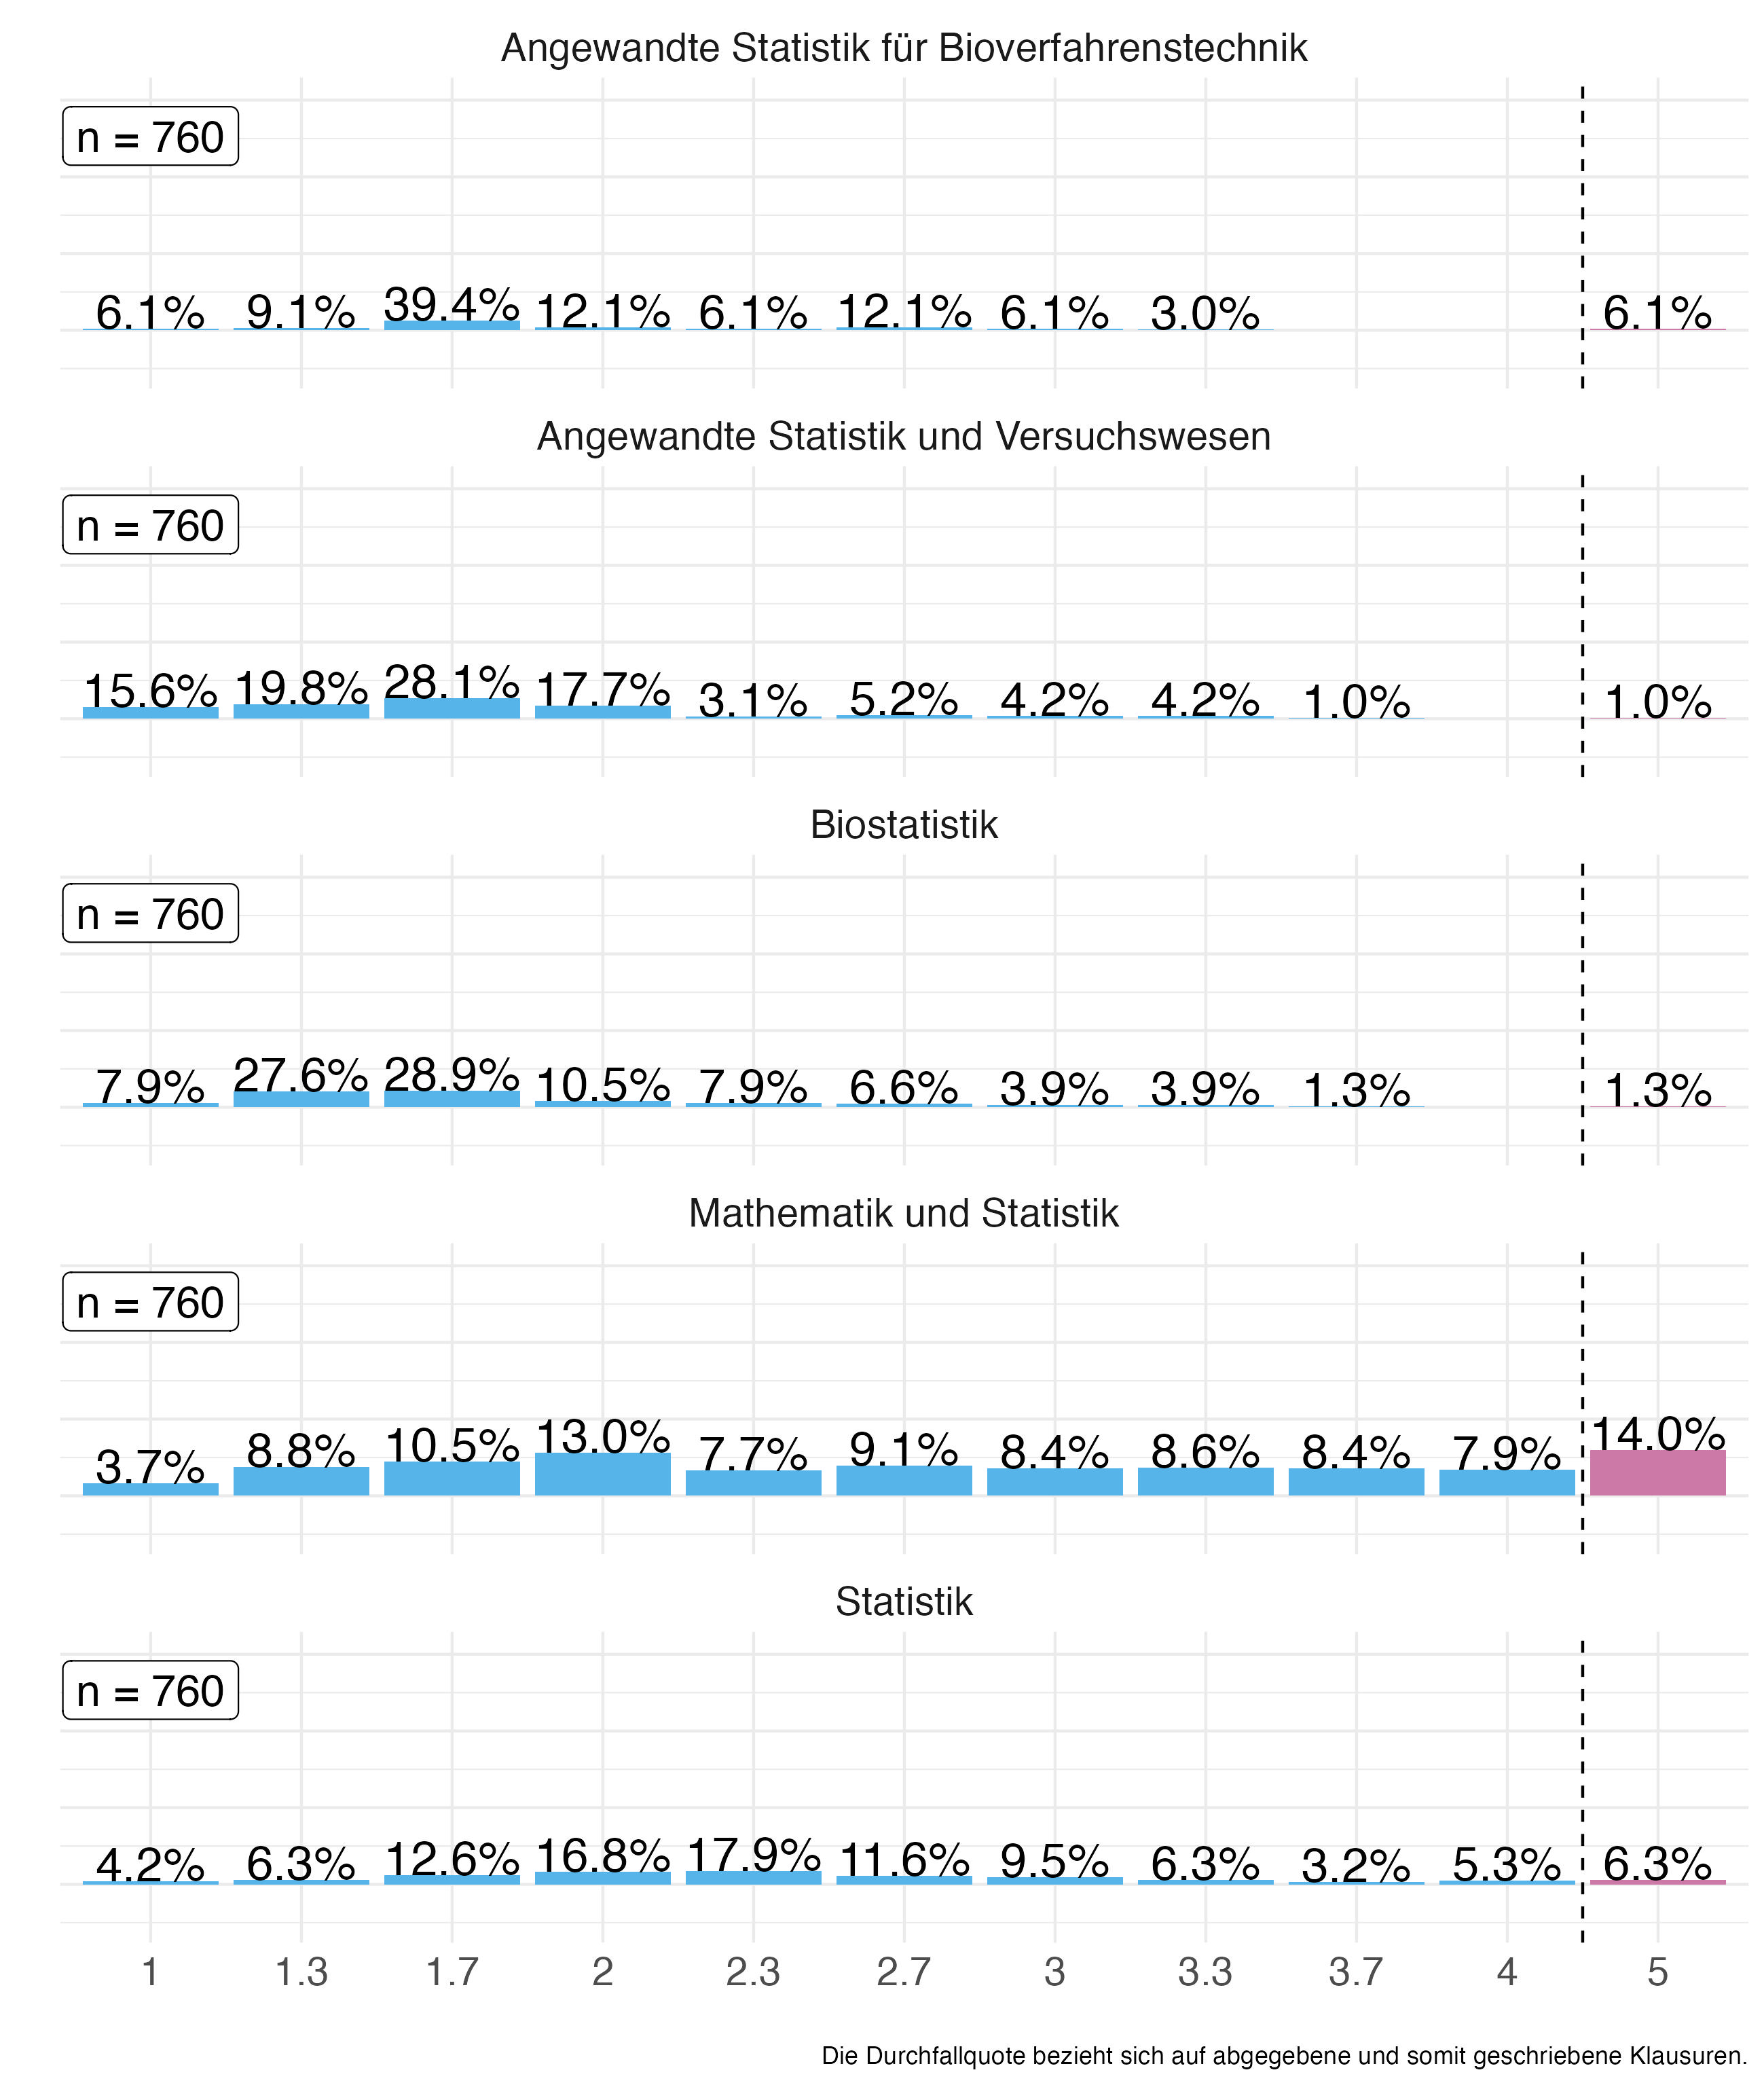 Angewandte Statistik für Bioverfahrenstechnik
n = 760
6.1% 9.1% 39.4% 12.1% 6.1% 12.1% 6.1% 3.0% 6.1%
Angewandte Statistik und Versuchswesen
n = 760
15.6% 19.8% 28.1% 17.7% 3.1% 5.2% 4.2% 4.2% 1.0% 1.0%
Biostatistik
n = 760
7.9% 27.6% 28.9% 10.5% 7.9% 6.6% 3.9% 3.9% 1.3% 1.3%
Mathematik und Statistik
n = 760
3.7% 8.8% 10.5% 13.0% 7.7% 9.1% 8.4% 8.6% 8.4% 7.9% 14.0%
Statistik
n = 760
4.2% 6.3% 12.6% 16.8% 17.9% 11.6% 9.5% 6.3% 3.2% 5.3% 6.3%
1 1.3 1.7 2 2.3 2.7 3 3.3 3.7 4 5
Die Durchfallquote bezieht sich auf abgegebene und somit geschriebene Klausuren.